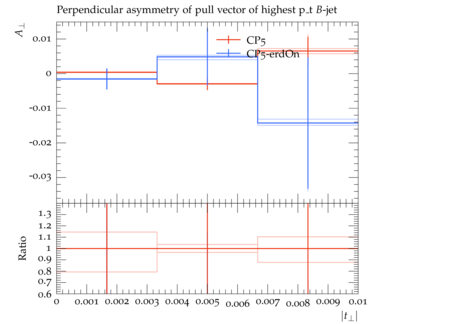 Perpendicular asymmetry of pull vector of highest p_t B-jet
A⊥
0.01
0
-0.01
-0.02
-0.03
CP5
CP5-erdOn
Ratio
1.3
1.2
1.1
1
0.9
0.8
0.7
0.6
0 0.001 0.002 0.003 0.004 0.005 0.006 0.007 0.008 0.009 0.01
|t⊥|